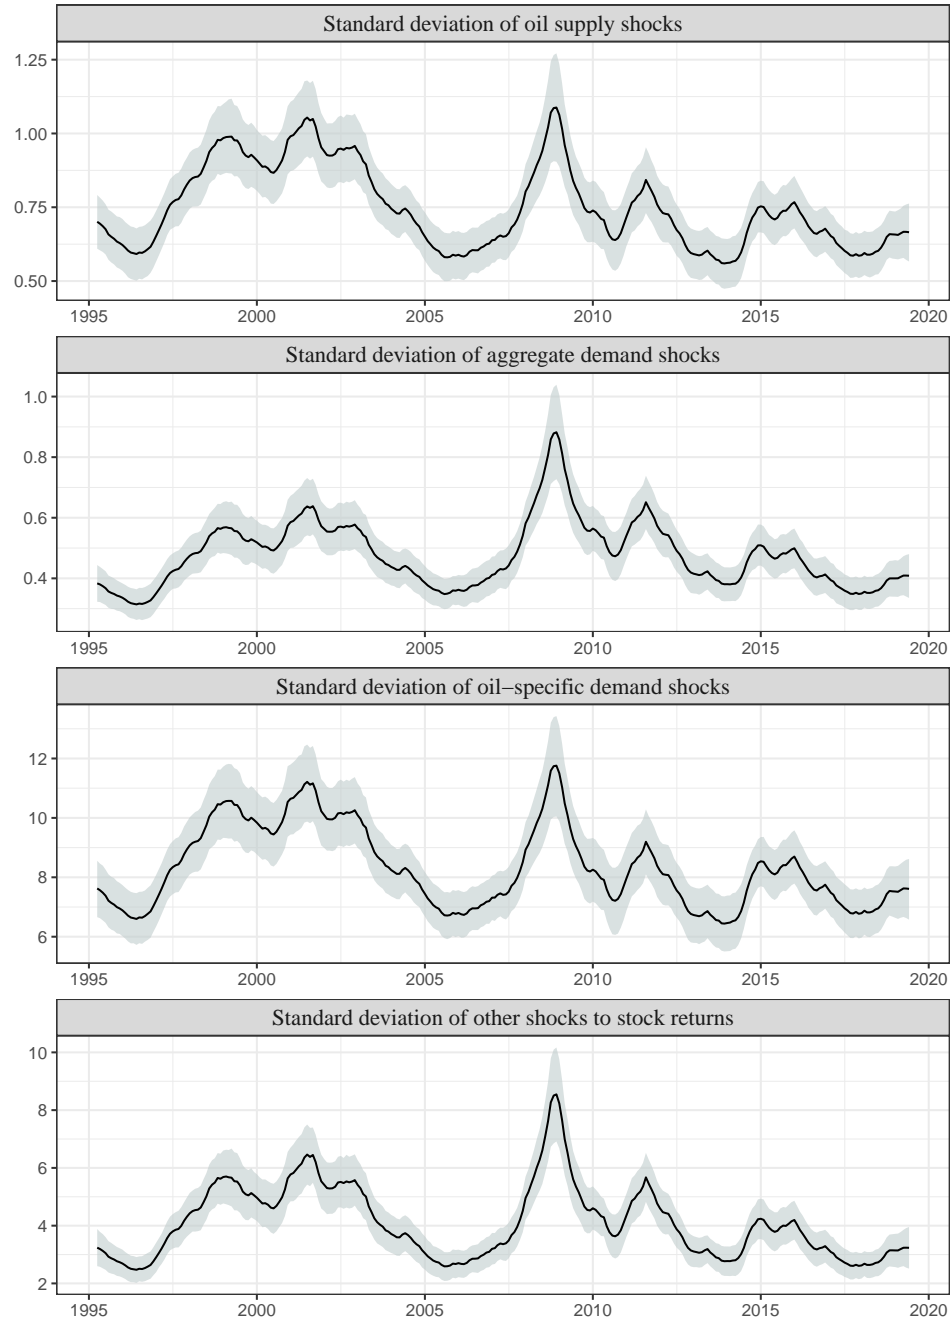 Standard deviation of oil supply shocks
1.25
1.00
0.75
0.50
1995 2000 2005 2010 2015 2020
Standard deviation of aggregate demand shocks
1.0
0.8
0.6
0.4
1995 2000 2005 2010 2015 2020
Standard deviation of oil−specific demand shocks
12
10
8
6
1995 2000 2005 2010 2015 2020
Standard deviation of other shocks to stock returns
10
8
6
4
2
1995 2000 2005 2010 2015 2020